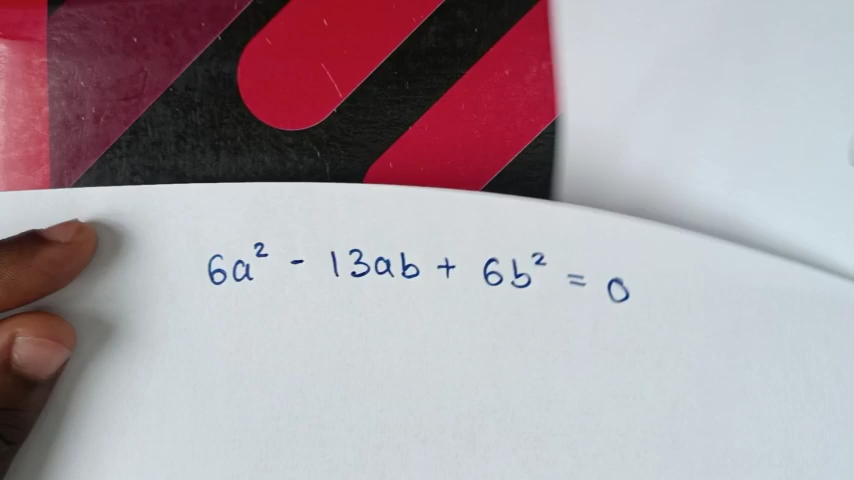 6a² - 13ab + 6b² = 0